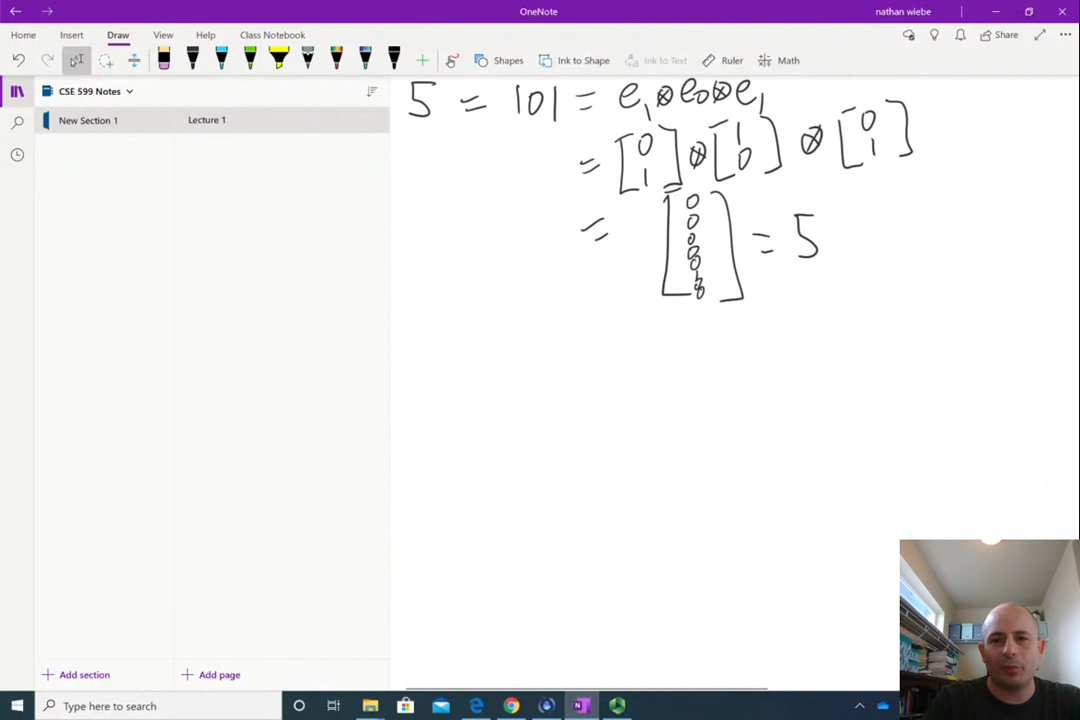 OneNote
nathan wiebe
Home Insert Draw View Help Class Notebook
Share
Shapes Ink to Shape Ink to Text Ruler Math
CSE 599 Notes
New Section 1
Lecture 1
5 = 101 = e₁ ⊗ e₀ ⊗ e₁
= [0 1] ⊗ [1 0] ⊗ [0 1]
= [0 0 0 0 0 1 0 0] = 5
Add section
Add page
Type here to search